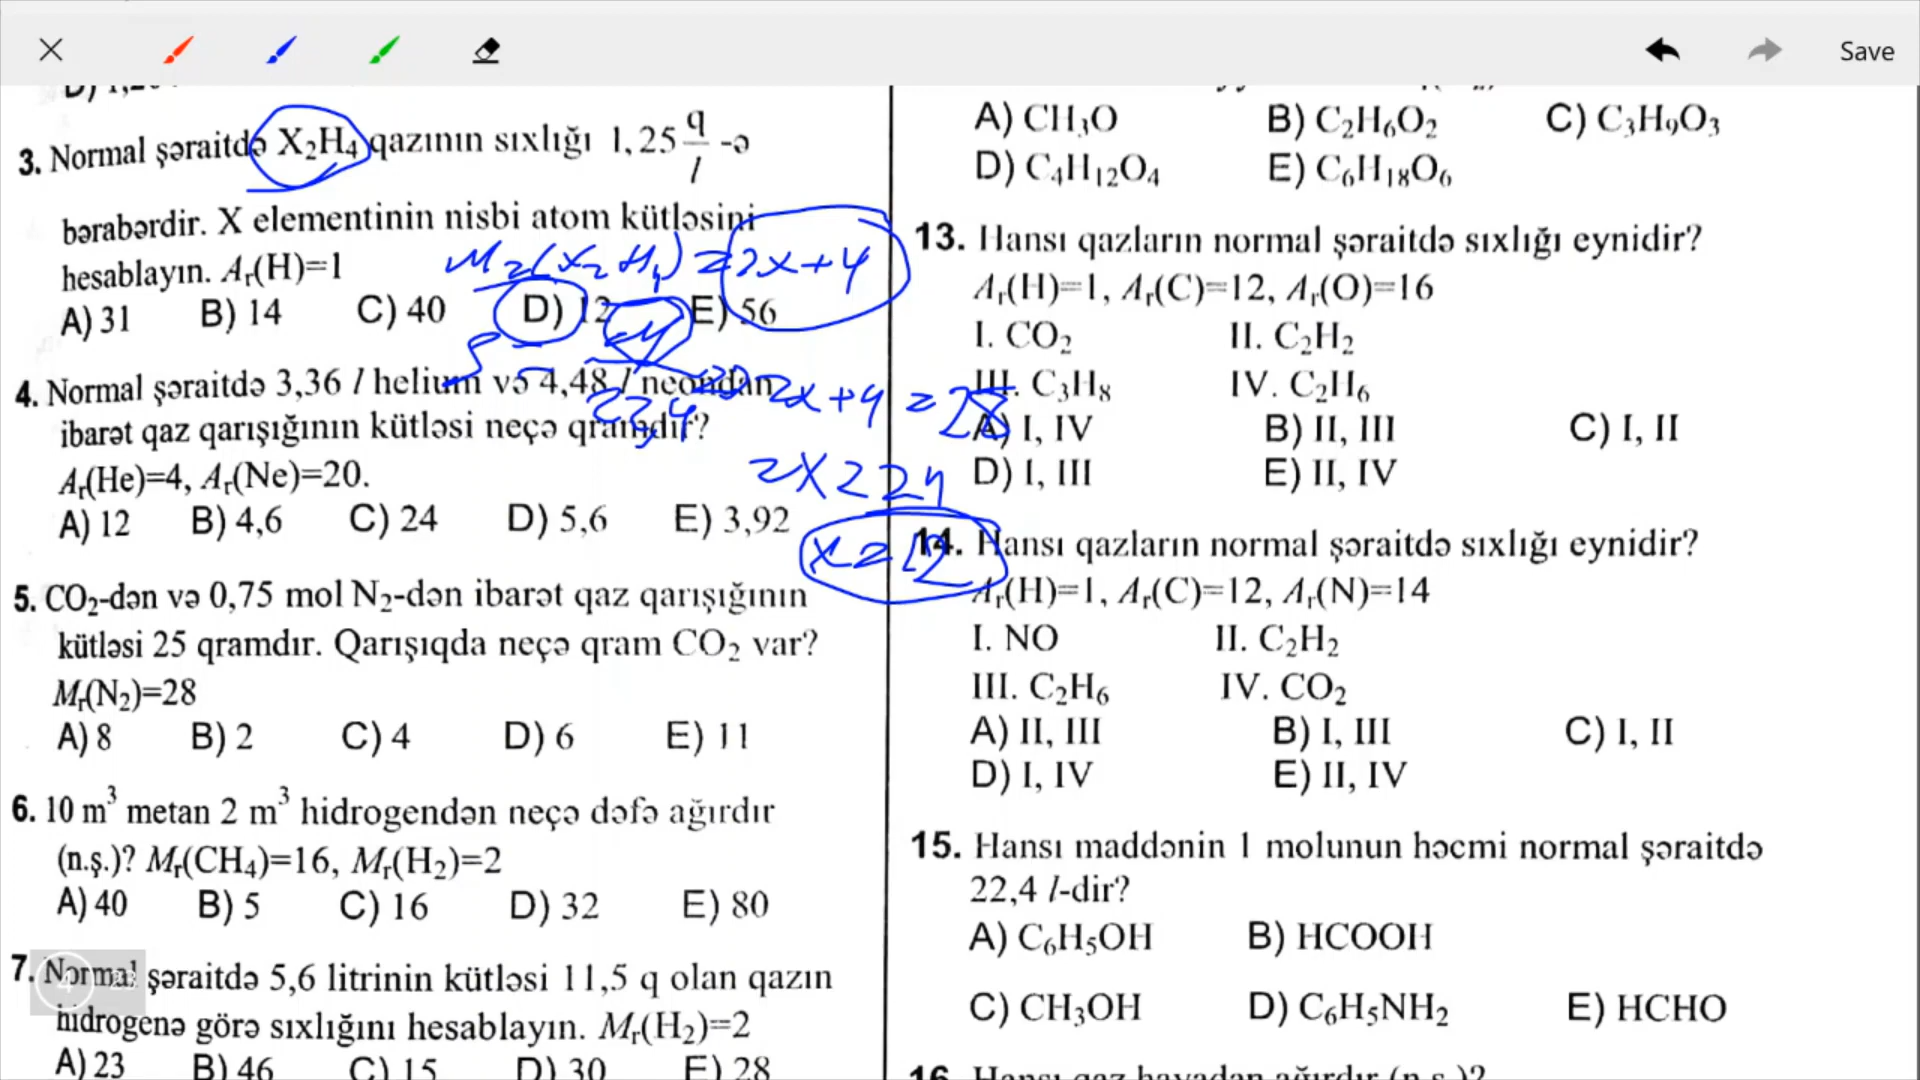 Save
3. Normal şəraitdə X₂H₄ qazının sıxlığı 1,25 q/l -ə
bərabərdir. X elementinin nisbi atom kütləsini
hesablayın. Aᵣ(H)=1
A) 31 B) 14 C) 40 D) 12 E) 56
4. Normal şəraitdə 3,36 l helium və 4,48 l neondan
ibarət qaz qarışığının kütləsi neçə qramdır?
Aᵣ(He)=4, Aᵣ(Ne)=20.
A) 12 B) 4,6 C) 24 D) 5,6 E) 3,92
5. CO₂-dən və 0,75 mol N₂-dən ibarət qaz qarışığının
kütləsi 25 qramdır. Qarışıqda neçə qram CO₂ var?
Mᵣ(N₂)=28
A) 8 B) 2 C) 4 D) 6 E) 11
6. 10 m³ metan 2 m³ hidrogendən neçə dəfə ağırdır
(n.ş.)? Mᵣ(CH₄)=16, Mᵣ(H₂)=2
A) 40 B) 5 C) 16 D) 32 E) 80
7. Normal şəraitdə 5,6 litrinin kütləsi 11,5 q olan qazın
hidrogenə görə sıxlığını hesablayın. Mᵣ(H₂)=2
A) 23 B) 46 C) 15 D) 30 E) 28
Mr(X₂H₄)=2x+4
M
22,4
2x+4=28
2x=24
x=12
A) CH₃O B) C₂H₆O₂ C) C₃H₉O₃
D) C₄H₁₂O₄ E) C₆H₁₈O₆
13. Hansı qazların normal şəraitdə sıxlığı eynidir?
Aᵣ(H)=1, Aᵣ(C)=12, Aᵣ(O)=16
I. CO₂ II. C₂H₂
III. C₃H₈ IV. C₂H₆
A) I, IV B) II, III C) I, II
D) I, III E) II, IV
14. Hansı qazların normal şəraitdə sıxlığı eynidir?
Aᵣ(H)=1, Aᵣ(C)=12, Aᵣ(N)=14
I. NO II. C₂H₂
III. C₂H₆ IV. CO₂
A) II, III B) I, III C) I, II
D) I, IV E) II, IV
15. Hansı maddənin 1 molunun həcmi normal şəraitdə
22,4 l-dir?
A) C₆H₅OH B) HCOOH
C) CH₃OH D) C₆H₅NH₂ E) HCHO
16. Hansı qaz havadan ağırdır (n.ş.)?